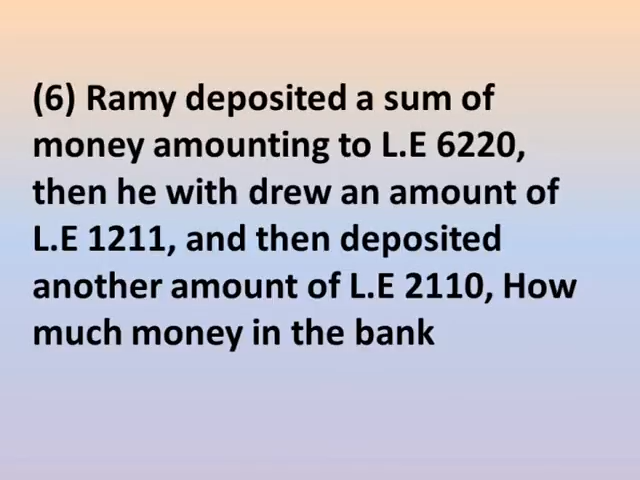 (6) Ramy deposited a sum of
money amounting to L.E 6220,
then he with drew an amount of
L.E 1211, and then deposited
another amount of L.E 2110, How
much money in the bank